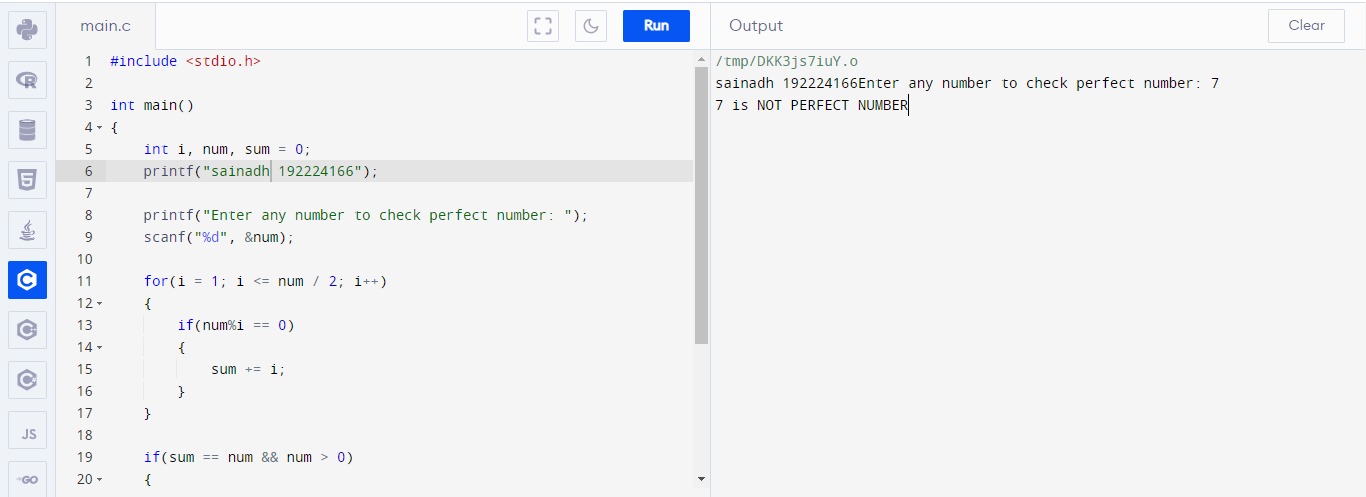 main.c
Run
1 #include <stdio.h>
2
3 int main()
4 {
5     int i, num, sum = 0;
6     printf("sainadh 192224166");
7
8     printf("Enter any number to check perfect number: ");
9     scanf("%d", &num);
10
11     for(i = 1; i <= num / 2; i++)
12     {
13         if(num%i == 0)
14         {
15             sum += i;
16         }
17     }
18
19     if(sum == num && num > 0)
20     {
Output
Clear
/tmp/DKK3js7iuY.o
sainadh 192224166Enter any number to check perfect number: 7
7 is NOT PERFECT NUMBER
R
5
C
C
C
JS
GO